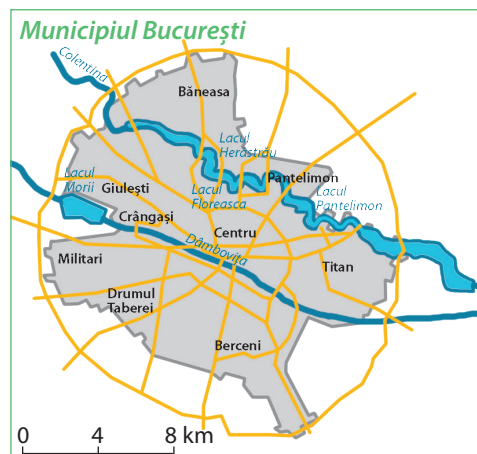 Municipiul București
Colentina
Băneasa
Lacul
Herăstrău
Lacul
Morii
Giulești
Pantelimon
Lacul
Floreasca
Lacul
Pantelimon
Crângași
Centru
Dâmbovița
Militari
Titan
Drumul
Taberei
Berceni
0 4 8 km